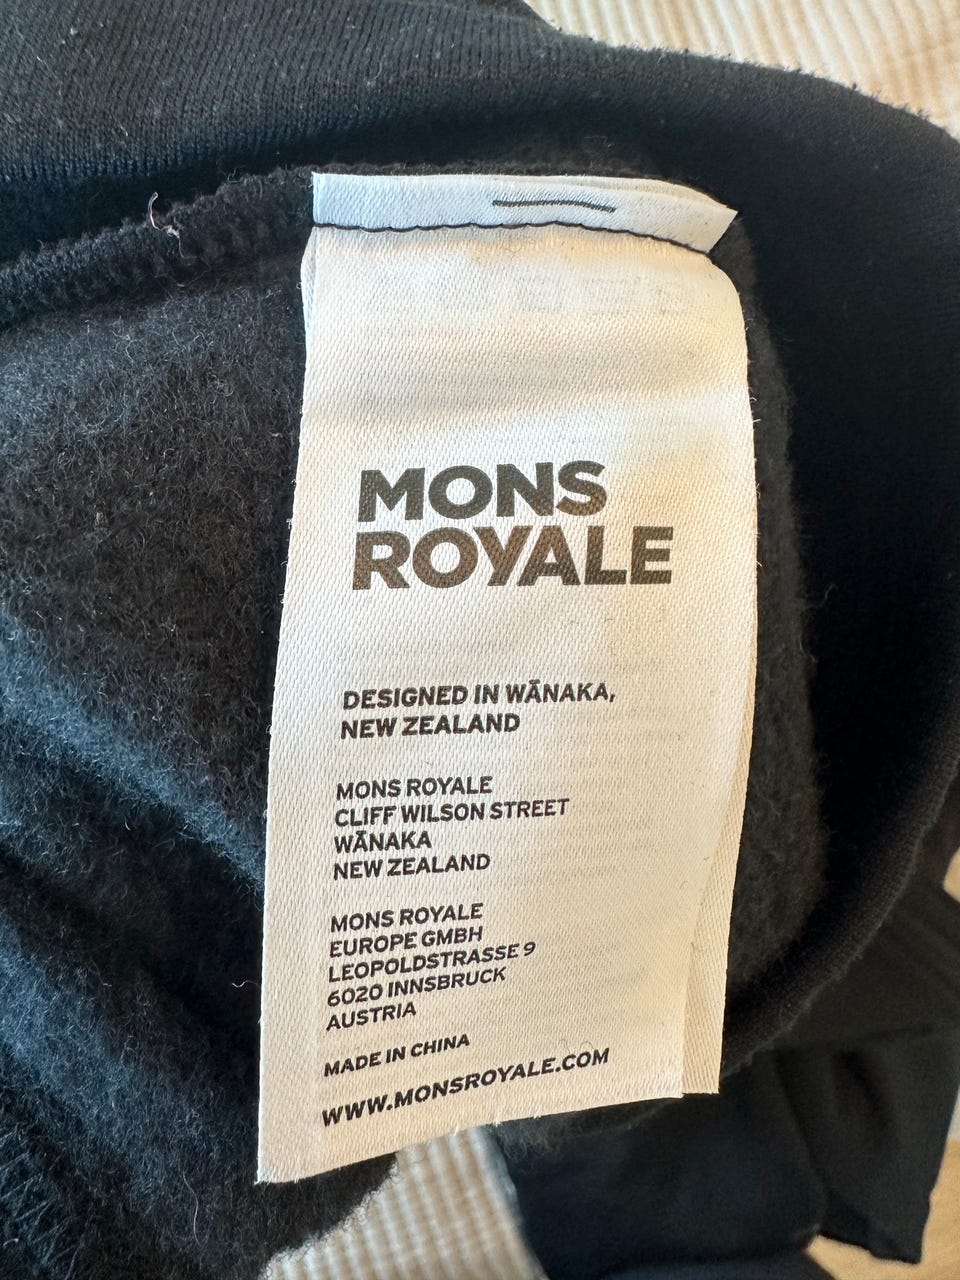 MONS
ROYALE
DESIGNED IN WĀNAKA,
NEW ZEALAND
MONS ROYALE
CLIFF WILSON STREET
WĀNAKA
NEW ZEALAND
MONS ROYALE
EUROPE GMBH
LEOPOLDSTRASSE 9
6020 INNSBRUCK
AUSTRIA
MADE IN CHINA
WWW.MONSROYALE.COM